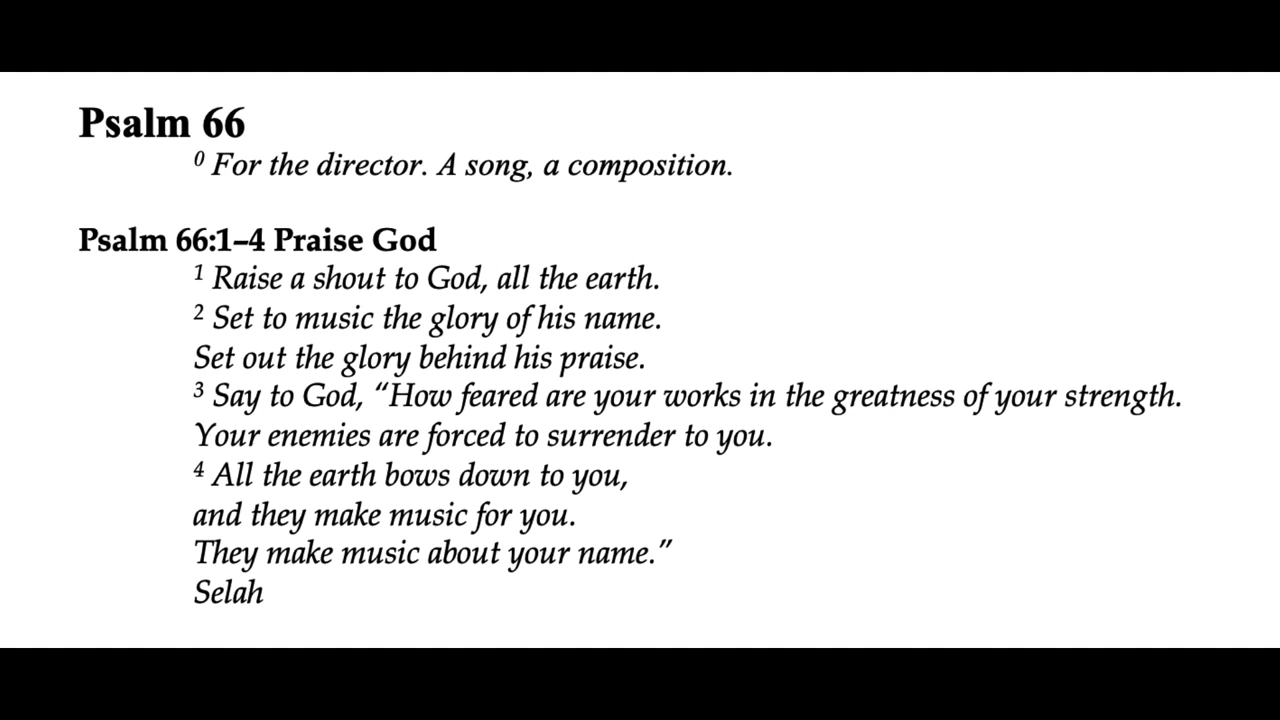 Psalm 66
0 For the director. A song, a composition.
Psalm 66:1–4 Praise God
1 Raise a shout to God, all the earth.
2 Set to music the glory of his name.
Set out the glory behind his praise.
3 Say to God, “How feared are your works in the greatness of your strength.
Your enemies are forced to surrender to you.
4 All the earth bows down to you,
and they make music for you.
They make music about your name.”
Selah